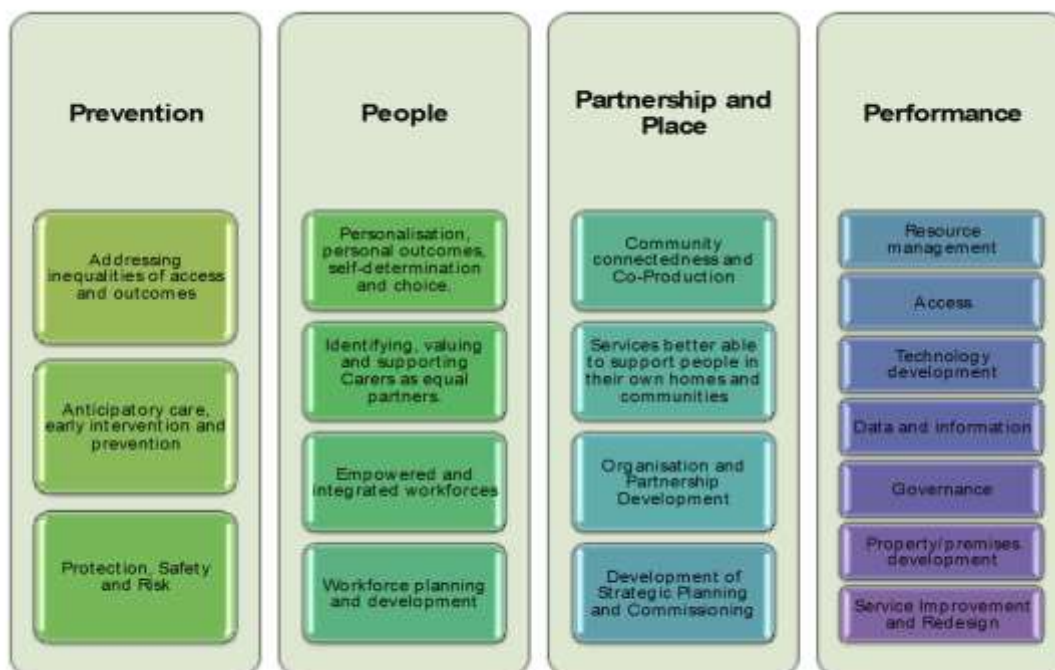 Prevention
Addressing
inequalities of access
and outcomes
Anticipatory care,
early intervention and
prevention
Protection, Safety
and Risk
People
Personalisation,
personal outcomes,
self-determination
and choice.
Identifying, valuing
and supporting
Carers as equal
partners.
Empowered and
integrated workforces
Workforce planning
and development
Partnership and
Place
Community
connectedness and
Co-Production
Services better able
to support people in
their own homes and
communities
Organisation and
Partnership
Development
Development of
Strategic Planning
and Commissioning
Performance
Resource
management
Access
Technology
development
Data and information
Governance
Property/premises
development
Service Improvement
and Redesign